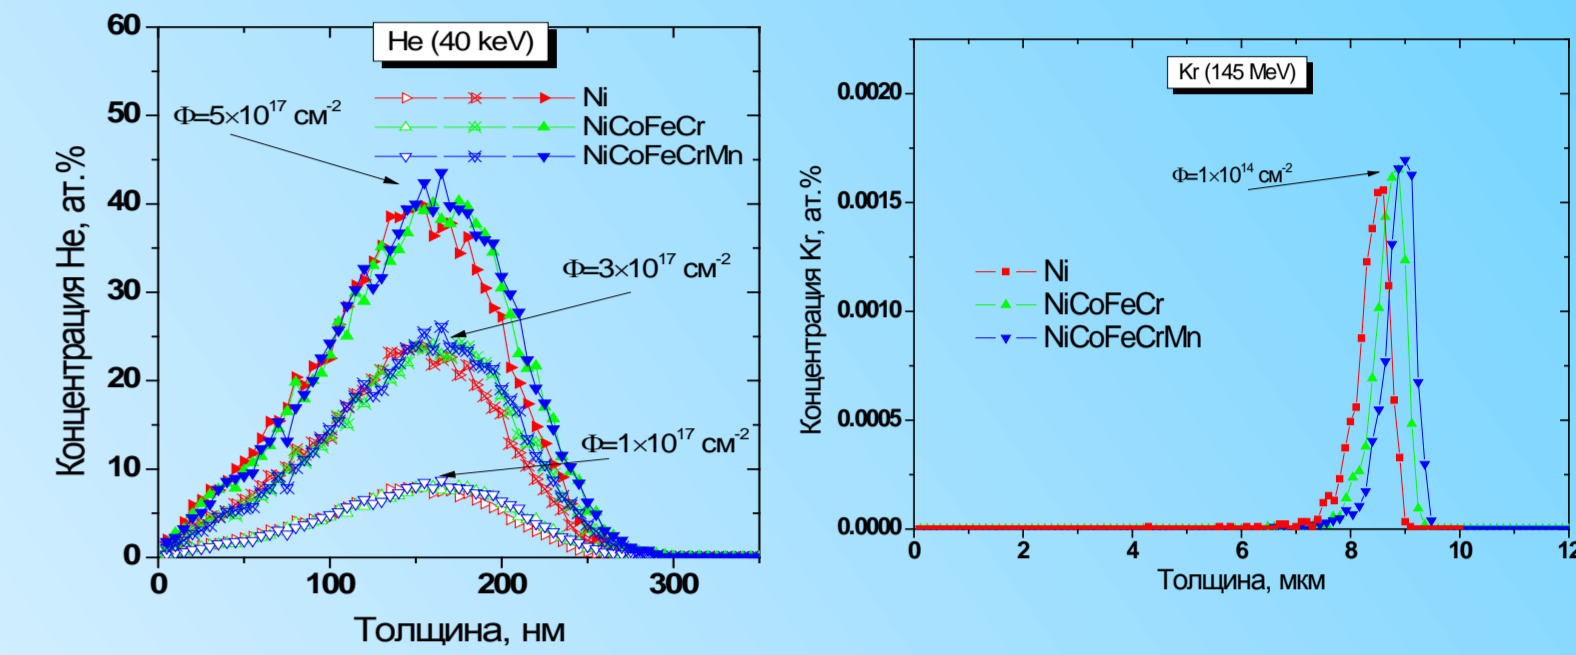 He (40 keV)
60
50
40
30
20
10
0
Концентрация He, ат.%
Φ=5×10¹⁷ см⁻²
Ni
NiCoFeCr
NiCoFeCrMn
Φ=3×10¹⁷ см⁻²
Φ=1×10¹⁷ см⁻²
0 100 200 300
Толщина, нм
Kr (145 MeV)
0.0020
0.0015
0.0010
0.0005
0.0000
Концентрация Kr, ат.%
Φ=1×10¹⁴ см⁻²
Ni
NiCoFeCr
NiCoFeCrMn
0 2 4 6 8 10 12
Толщина, мкм